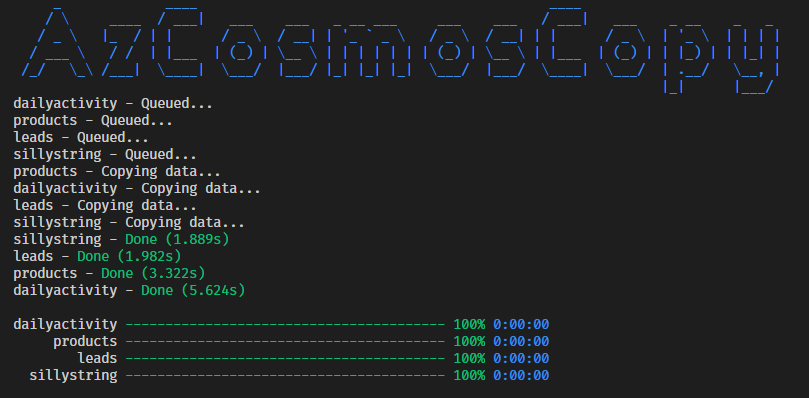 AzCosmosCopy
dailyactivity - Queued...
products - Queued...
leads - Queued...
sillystring - Queued...
products - Copying data...
dailyactivity - Copying data...
leads - Copying data...
sillystring - Copying data...
sillystring - Done (1.889s)
leads - Done (1.982s)
products - Done (3.322s)
dailyactivity - Done (5.624s)
dailyactivity ---------------------------------------- 100% 0:00:00
products ---------------------------------------- 100% 0:00:00
leads ---------------------------------------- 100% 0:00:00
sillystring ---------------------------------------- 100% 0:00:00